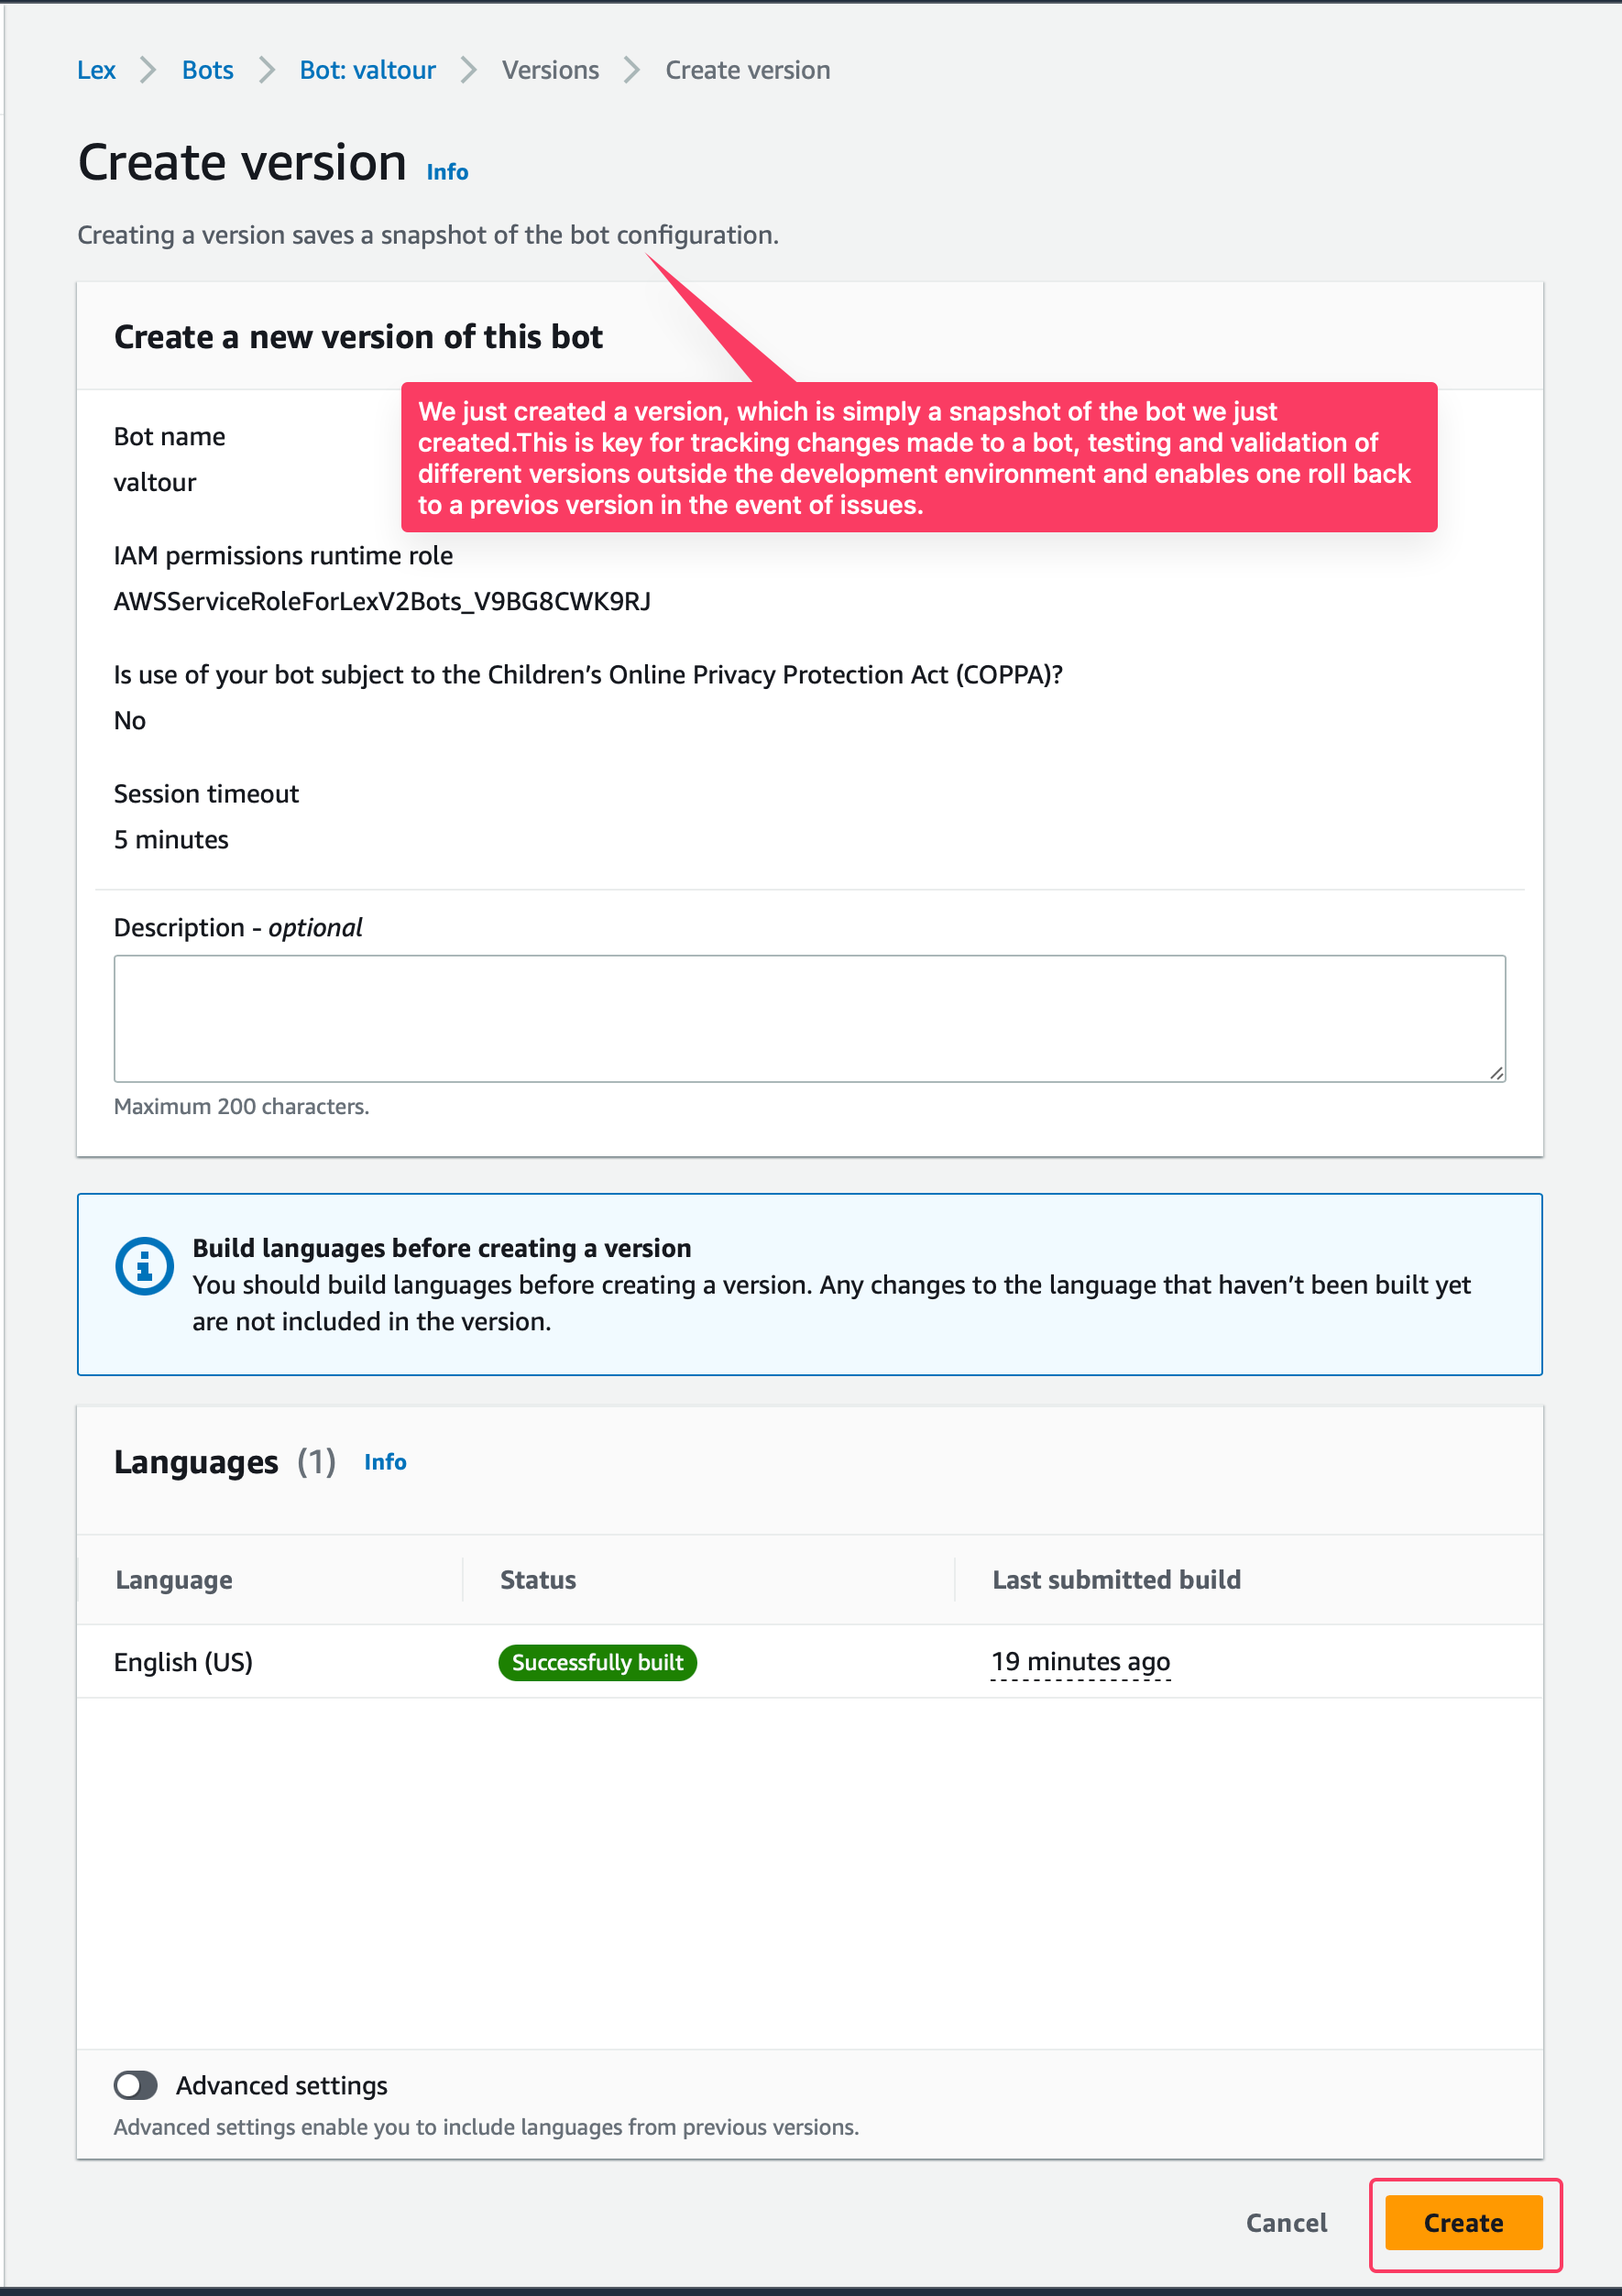 Lex > Bots > Bot: valtour > Versions > Create version
Create version Info
Creating a version saves a snapshot of the bot configuration.
Create a new version of this bot
We just created a version, which is simply a snapshot of the bot we just
created.This is key for tracking changes made to a bot, testing and validation of
different versions outside the development environment and enables one roll back
to a previos version in the event of issues.
Bot name
valtour
IAM permissions runtime role
AWSServiceRoleForLexV2Bots_V9BG8CWK9RJ
Is use of your bot subject to the Children’s Online Privacy Protection Act (COPPA)?
No
Session timeout
5 minutes
Description - optional
Maximum 200 characters.
Build languages before creating a version
You should build languages before creating a version. Any changes to the language that haven’t been built yet
are not included in the version.
Languages (1) Info
Language Status Last submitted build
English (US) Successfully built 19 minutes ago
Advanced settings
Advanced settings enable you to include languages from previous versions.
Cancel Create